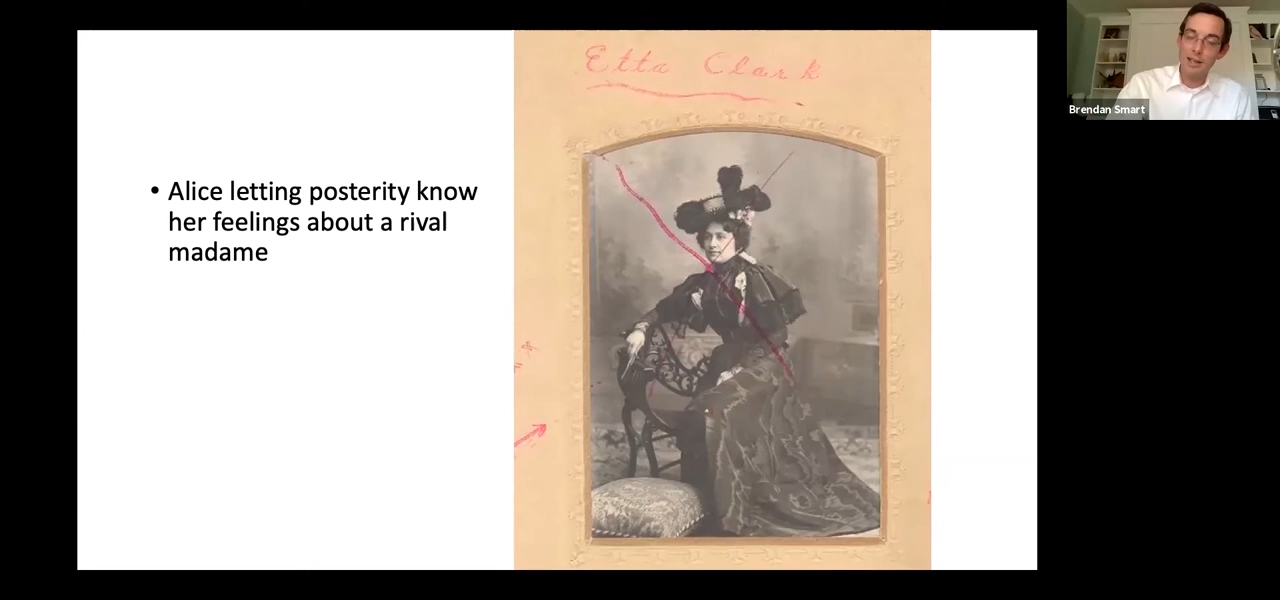 Etta Clark
• Alice letting posterity know
her feelings about a rival
madame
Brendan Smart